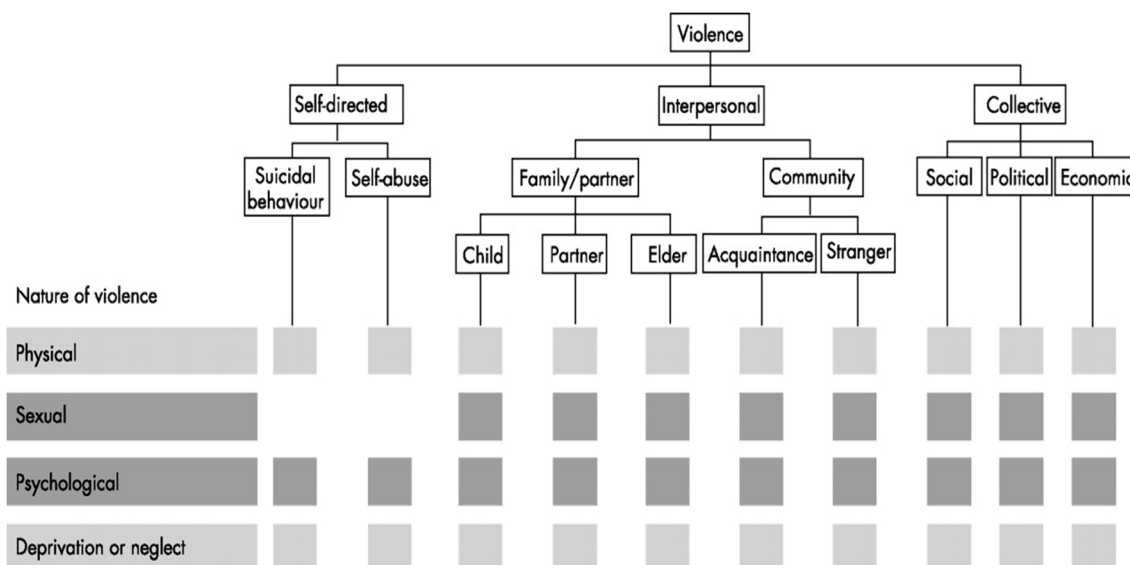 Violence
Self-directed
Interpersonal
Collective
Suicidal
behaviour
Self-abuse
Family/partner
Community
Social
Political
Economic
Child
Partner
Elder
Acquaintance
Stranger
Nature of violence
Physical
Sexual
Psychological
Deprivation or neglect